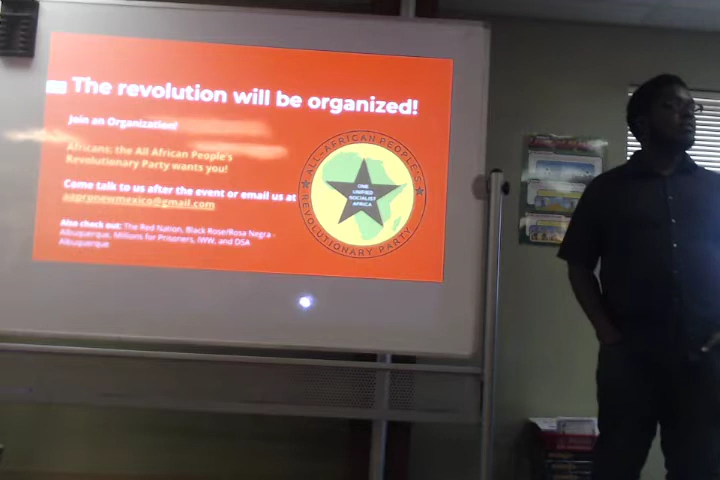 The revolution will be organized!
Join an Organization!
Africans: the All African People's
Revolutionary Party wants you!
Come talk to us after the event or email us at
aaprpnewmexico@gmail.com
Also check out: The Red Nation, Black Rose/Rosa Negra -
Albuquerque, Millions for Prisoners, IWW, and DSA
Albuquerque
ALL-AFRICAN PEOPLE'S
ONE
UNIFIED
SOCIALIST
AFRICA
REVOLUTIONARY PARTY